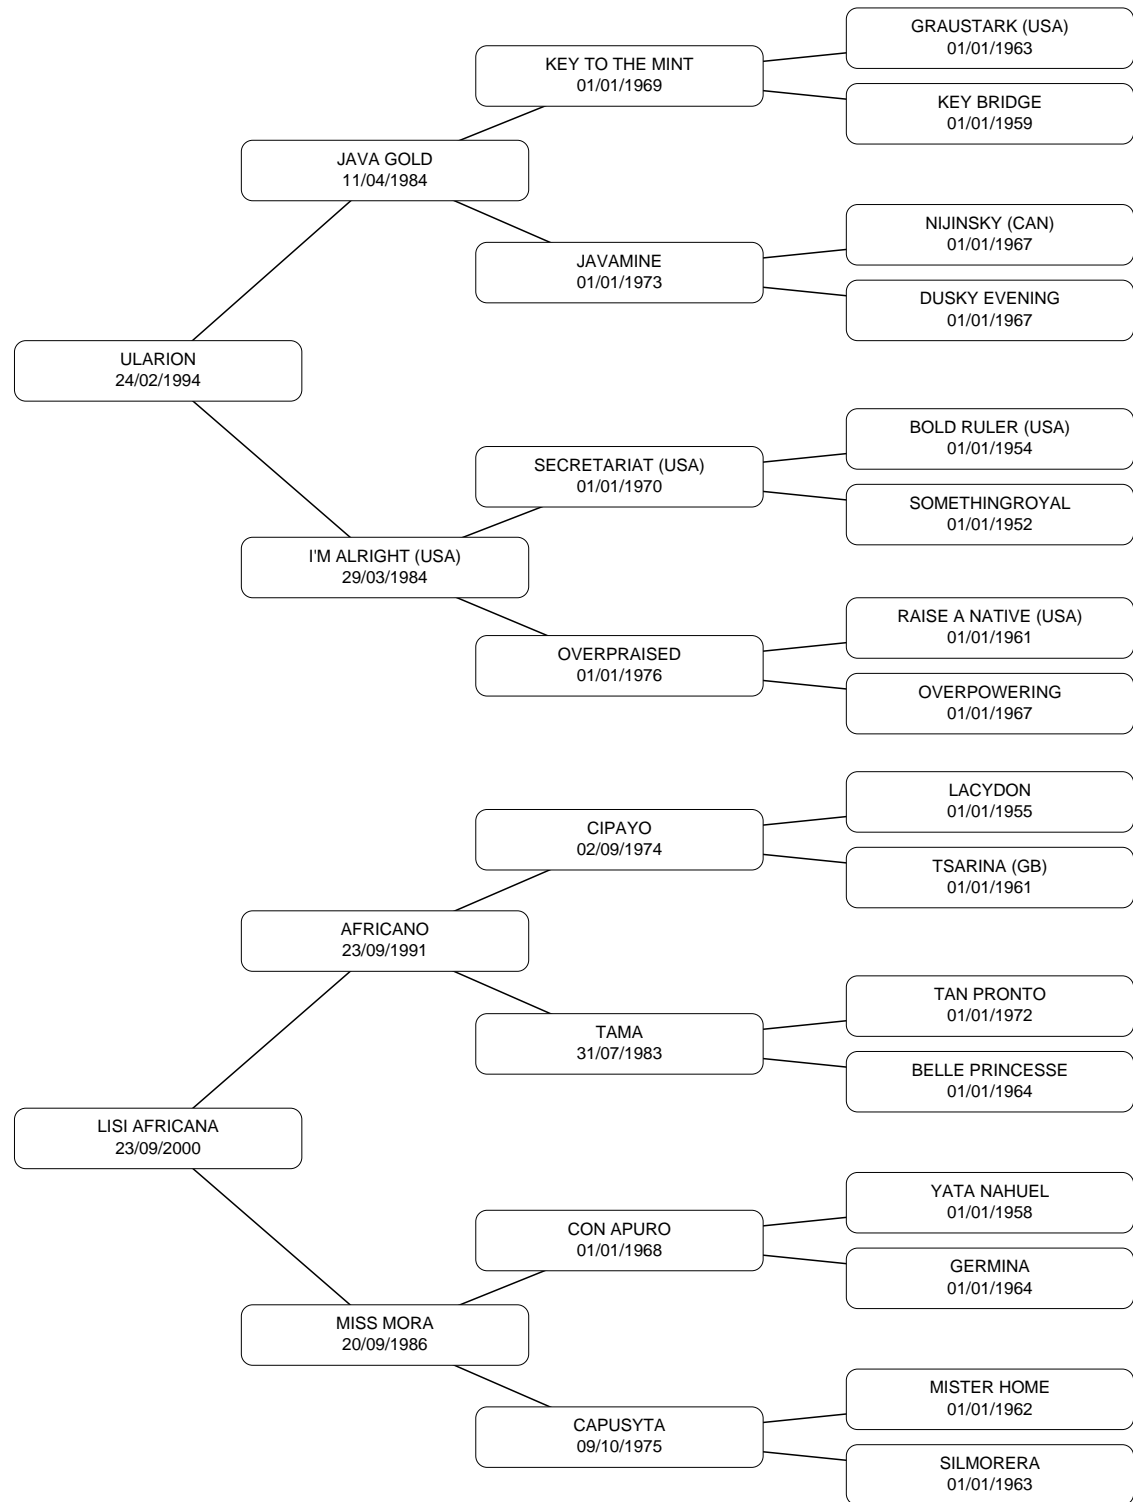 GRAUSTARK (USA)
01/01/1963
KEY TO THE MINT
01/01/1969
KEY BRIDGE
01/01/1959
JAVA GOLD
11/04/1984
NIJINSKY (CAN)
01/01/1967
JAVAMINE
01/01/1973
DUSKY EVENING
01/01/1967
ULARION
24/02/1994
BOLD RULER (USA)
01/01/1954
SECRETARIAT (USA)
01/01/1970
SOMETHINGROYAL
01/01/1952
I'M ALRIGHT (USA)
29/03/1984
RAISE A NATIVE (USA)
01/01/1961
OVERPRAISED
01/01/1976
OVERPOWERING
01/01/1967
LACYDON
01/01/1955
CIPAYO
02/09/1974
TSARINA (GB)
01/01/1961
AFRICANO
23/09/1991
TAN PRONTO
01/01/1972
TAMA
31/07/1983
BELLE PRINCESSE
01/01/1964
LISI AFRICANA
23/09/2000
YATA NAHUEL
01/01/1958
CON APURO
01/01/1968
GERMINA
01/01/1964
MISS MORA
20/09/1986
MISTER HOME
01/01/1962
CAPUSYTA
09/10/1975
SILMORERA
01/01/1963